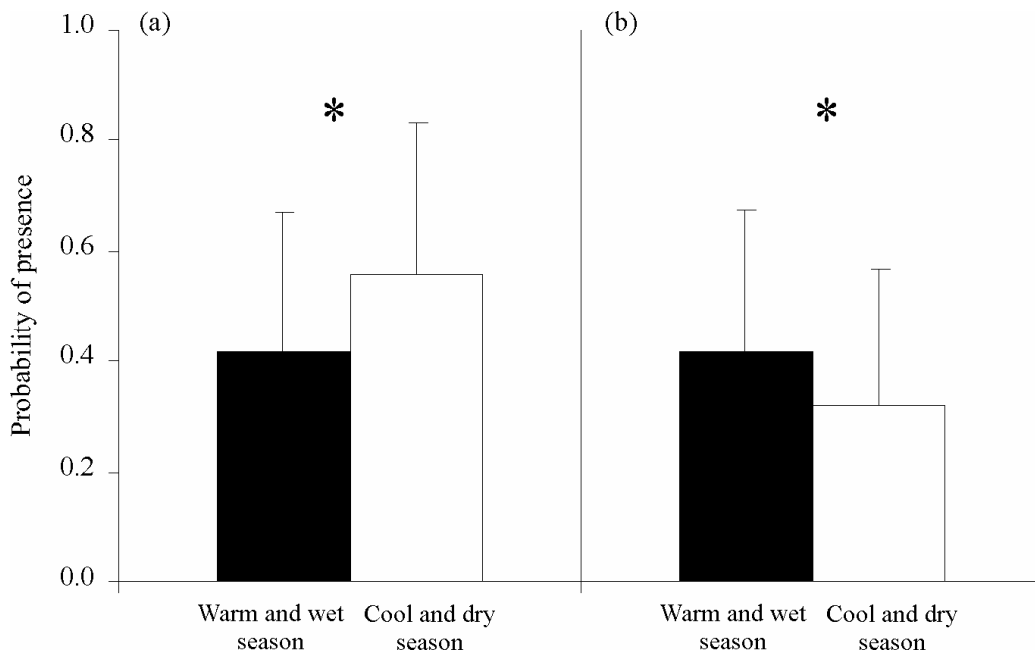 (a)
(b)
*
*
Probability of presence
1.0
0.8
0.6
0.4
0.2
0.0
Warm and wet
season
Cool and dry
season
Warm and wet
season
Cool and dry
season